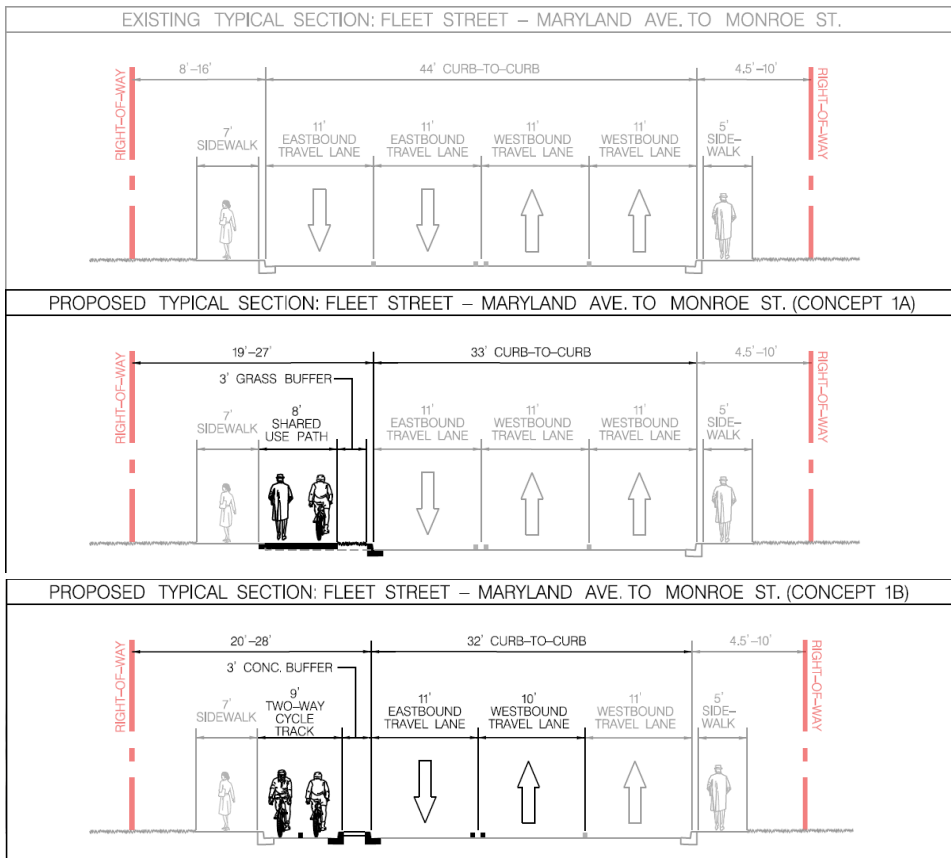 EXISTING TYPICAL SECTION: FLEET STREET – MARYLAND AVE. TO MONROE ST.
RIGHT–OF–WAY
8'–16'
44' CURB–TO–CURB
4.5'–10'
RIGHT–OF–WAY
7'
SIDEWALK
11'
EASTBOUND
TRAVEL LANE
11'
EASTBOUND
TRAVEL LANE
11'
WESTBOUND
TRAVEL LANE
11'
WESTBOUND
TRAVEL LANE
5'
SIDE–
WALK
PROPOSED TYPICAL SECTION: FLEET STREET – MARYLAND AVE. TO MONROE ST. (CONCEPT 1A)
RIGHT–OF–WAY
19'–27'
33' CURB–TO–CURB
4.5'–10'
RIGHT–OF–WAY
3' GRASS BUFFER
7'
SIDEWALK
8'
SHARED
USE PATH
11'
EASTBOUND
TRAVEL LANE
11'
WESTBOUND
TRAVEL LANE
11'
WESTBOUND
TRAVEL LANE
5'
SIDE–
WALK
PROPOSED TYPICAL SECTION: FLEET STREET – MARYLAND AVE. TO MONROE ST. (CONCEPT 1B)
RIGHT–OF–WAY
20'–28'
32' CURB–TO–CURB
4.5'–10'
RIGHT–OF–WAY
3' CONC. BUFFER
7'
SIDEWALK
9'
TWO–WAY
CYCLE
TRACK
11'
EASTBOUND
TRAVEL LANE
10'
WESTBOUND
TRAVEL LANE
11'
WESTBOUND
TRAVEL LANE
5'
SIDE–
WALK